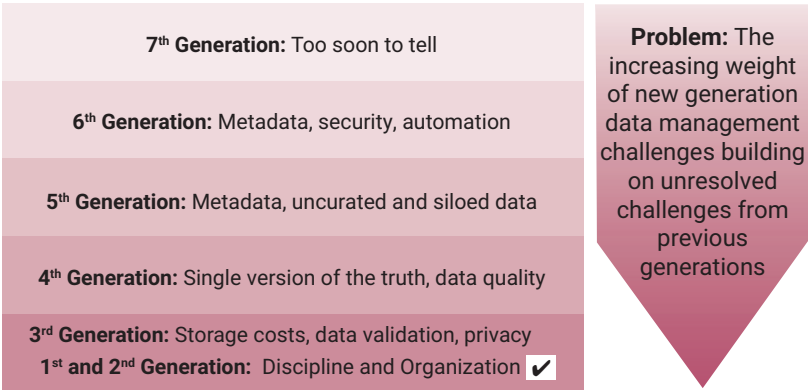 7th Generation: Too soon to tell
6th Generation: Metadata, security, automation
5th Generation: Metadata, uncurated and siloed data
4th Generation: Single version of the truth, data quality
3rd Generation: Storage costs, data validation, privacy
1st and 2nd Generation: Discipline and Organization ✔
Problem: The
increasing weight
of new generation
data management
challenges building
on unresolved
challenges from
previous
generations